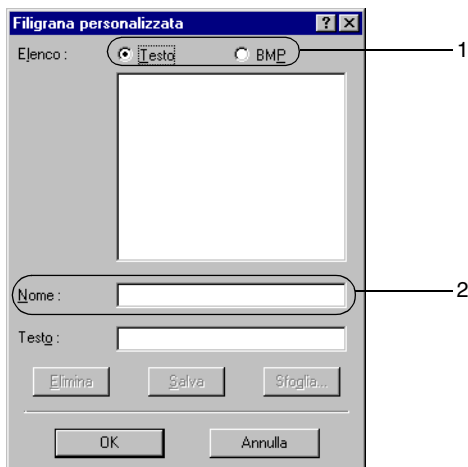 Filigrana personalizzata
Elenco : Testo BMP 1
Nome : 2
Testo :
Elimina Salva Sfoglia...
OK Annulla